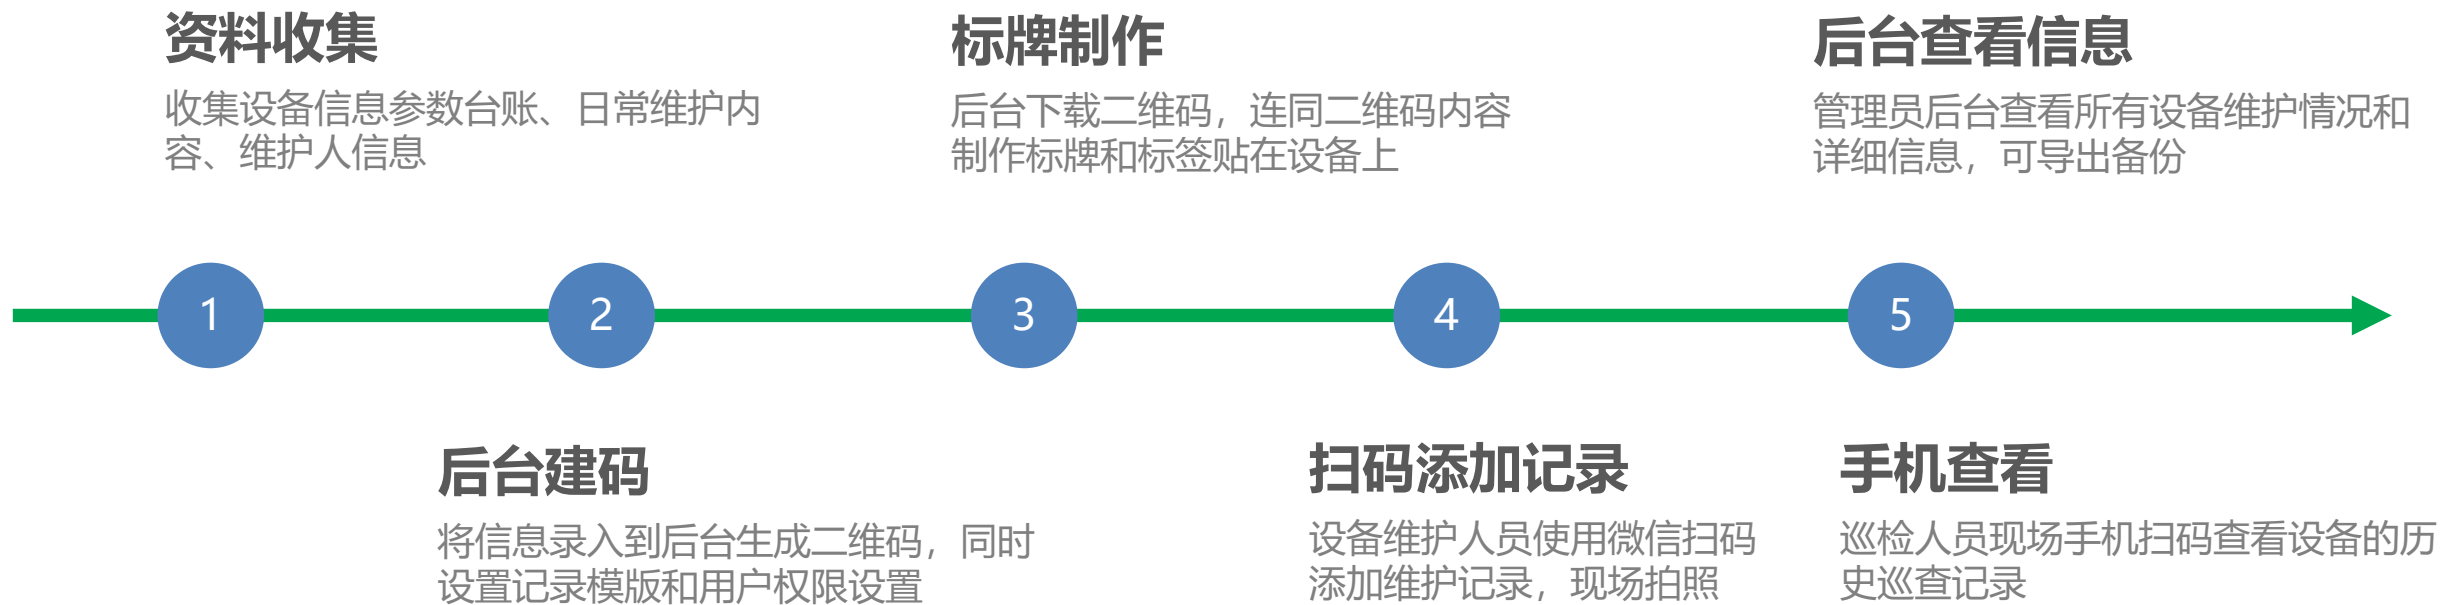 资料收集
收集设备信息参数台账、日常维护内
容、维护人信息
标牌制作
后台下载二维码，连同二维码内容
制作标牌和标签贴在设备上
后台查看信息
管理员后台查看所有设备维护情况和
详细信息，可导出备份
1
2
3
4
5
后台建码
将信息录入到后台生成二维码，同时
设置记录模版和用户权限设置
扫码添加记录
设备维护人员使用微信扫码
添加维护记录，现场拍照
手机查看
巡检人员现场手机扫码查看设备的历
史巡查记录